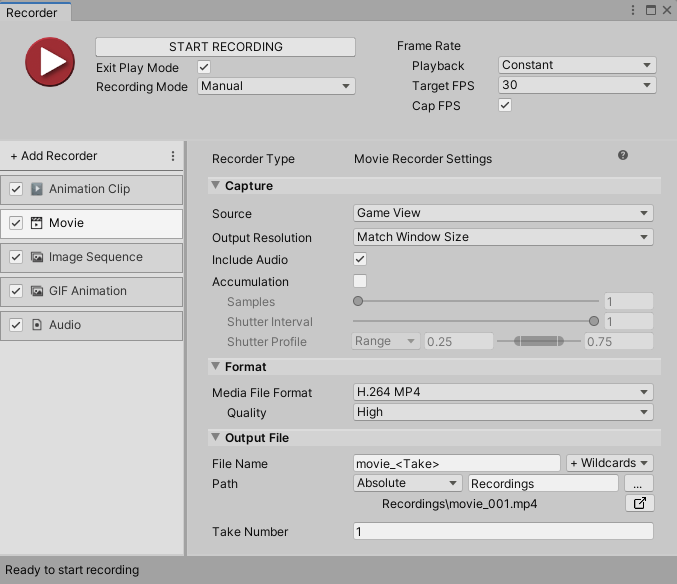 Recorder
START RECORDING
Exit Play Mode
Recording Mode Manual
Frame Rate
Playback Constant
Target FPS 30
Cap FPS
+ Add Recorder
Animation Clip
Movie
Image Sequence
GIF Animation
Audio
Recorder Type Movie Recorder Settings ?
Capture
Source Game View
Output Resolution Match Window Size
Include Audio
Accumulation
Samples 1
Shutter Interval 1
Shutter Profile Range 0.25 0.75
Format
Media File Format H.264 MP4
Quality High
Output File
File Name movie_<Take> + Wildcards
Path Absolute Recordings ...
Recordings\movie_001.mp4
Take Number 1
Ready to start recording